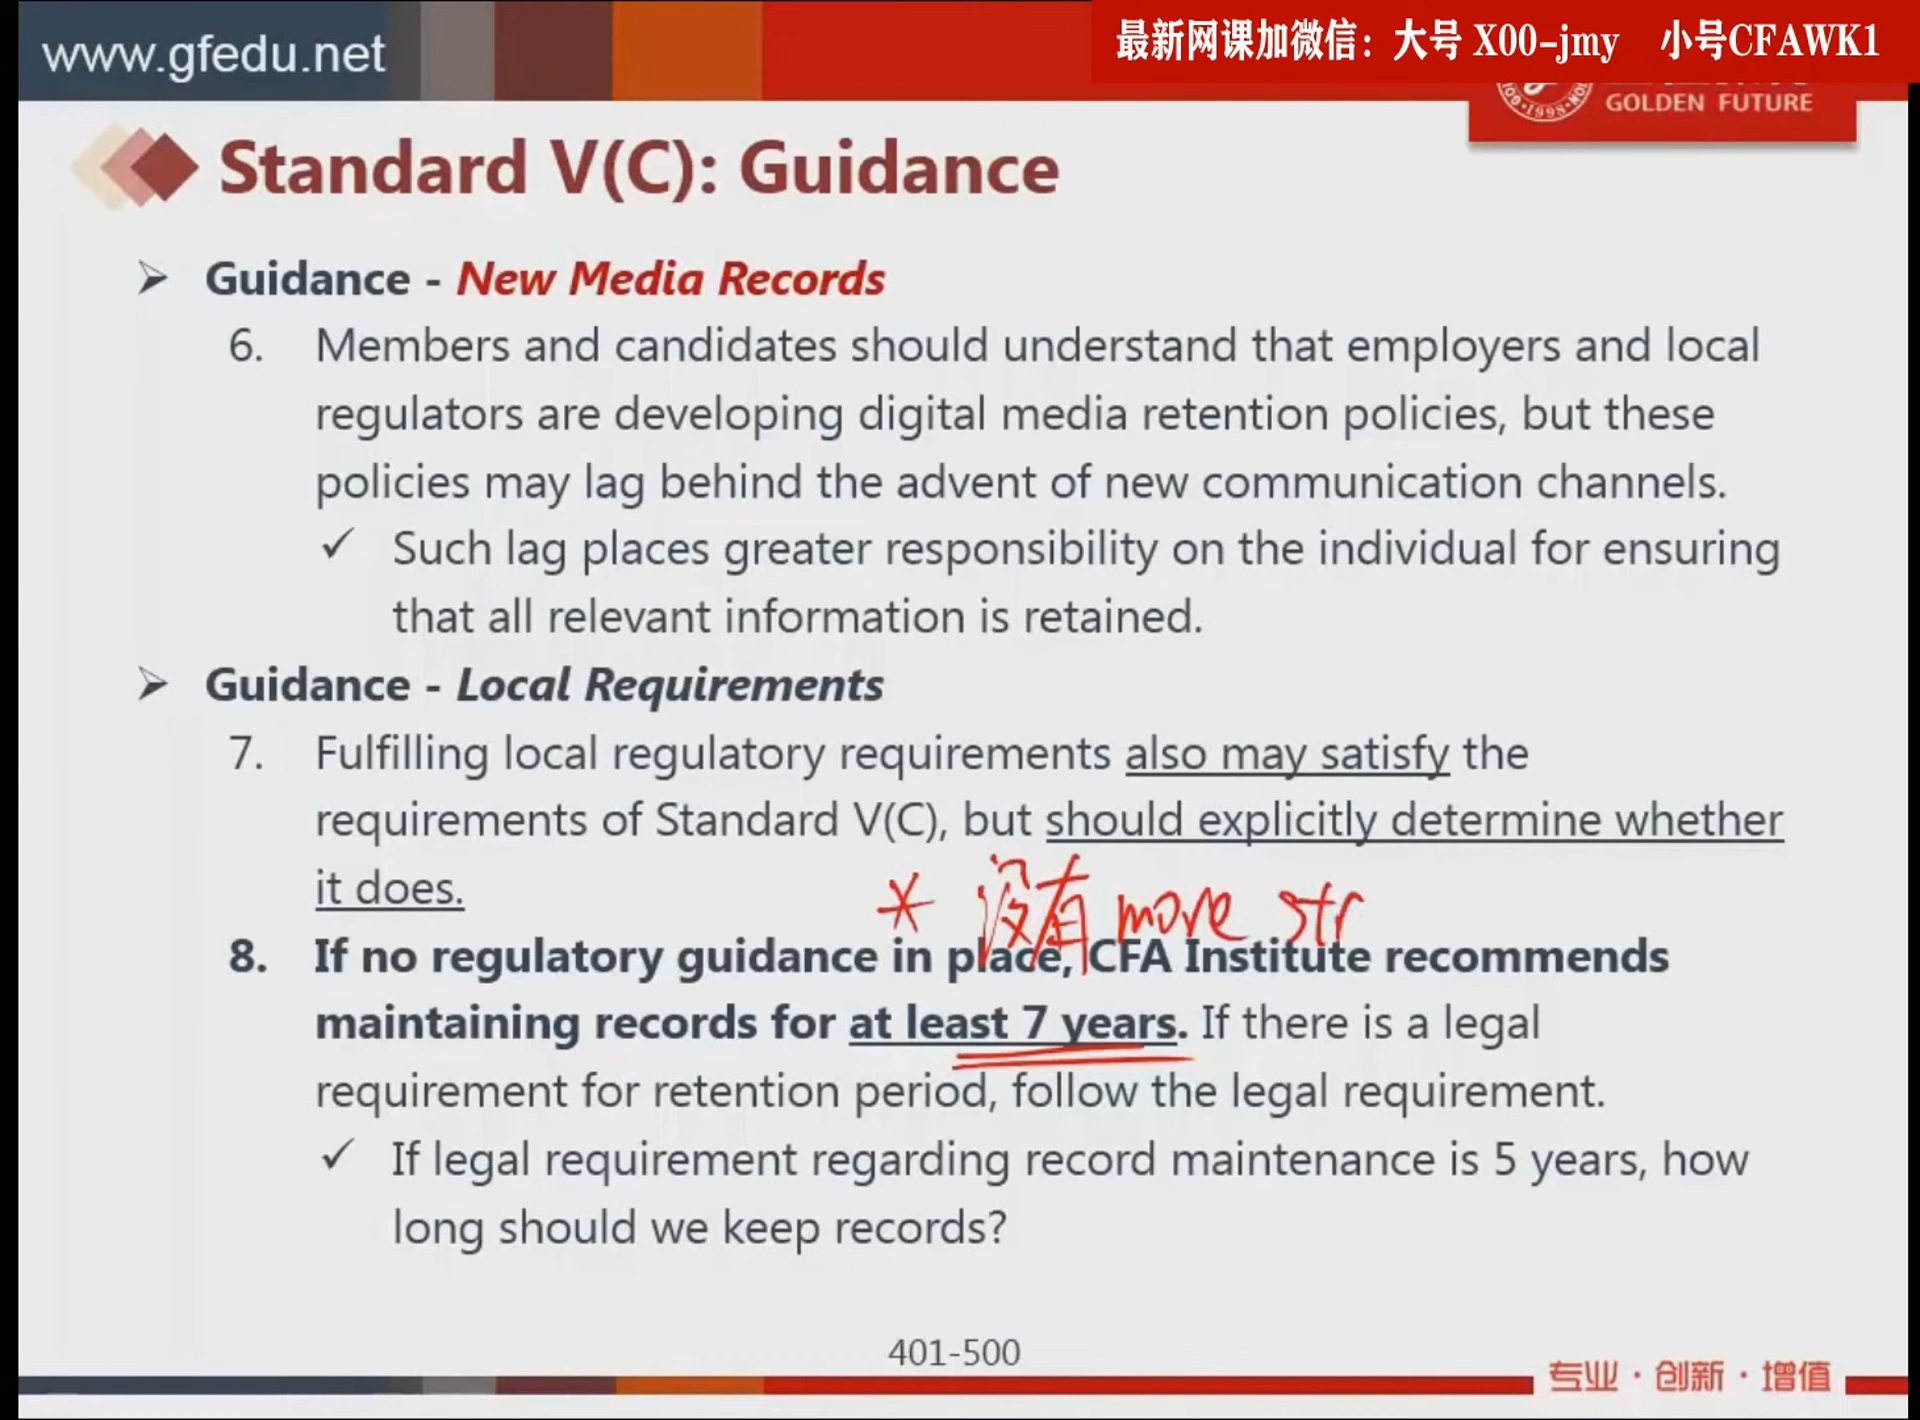 www.gfedu.net
最新网课加微信：大号 X00-jmy 小号CFAWK1
·1998·
GOLDEN FUTURE
Standard V(C): Guidance
➢ Guidance - New Media Records
6. Members and candidates should understand that employers and local
regulators are developing digital media retention policies, but these
policies may lag behind the advent of new communication channels.
✓ Such lag places greater responsibility on the individual for ensuring
that all relevant information is retained.
➢ Guidance - Local Requirements
7. Fulfilling local regulatory requirements also may satisfy the
requirements of Standard V(C), but should explicitly determine whether
it does.
* 没有 more str
8. If no regulatory guidance in place, CFA Institute recommends
maintaining records for at least 7 years. If there is a legal
requirement for retention period, follow the legal requirement.
✓ If legal requirement regarding record maintenance is 5 years, how
long should we keep records?
401-500
专业·创新·增值